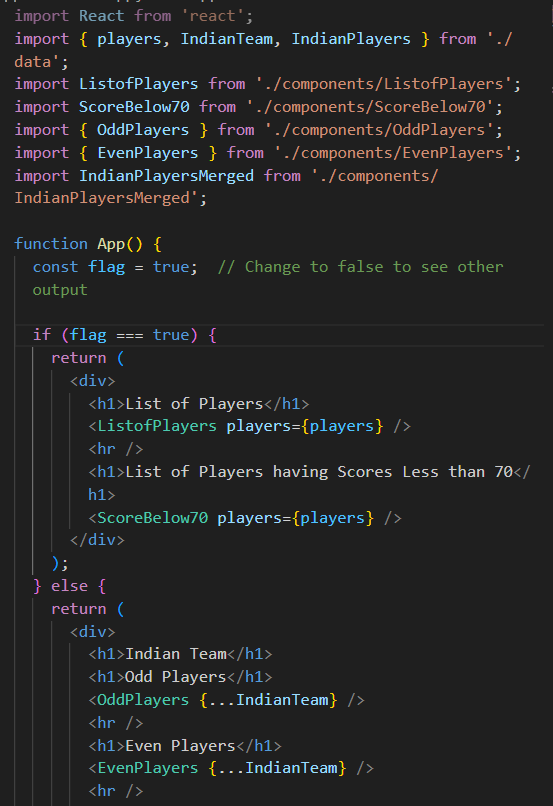 import React from 'react';
import { players, IndianTeam, IndianPlayers } from './
data';
import ListofPlayers from './components/ListofPlayers';
import ScoreBelow70 from './components/ScoreBelow70';
import { OddPlayers } from './components/OddPlayers';
import { EvenPlayers } from './components/EvenPlayers';
import IndianPlayersMerged from './components/
IndianPlayersMerged';

function App() {
  const flag = true;  // Change to false to see other
  output

  if (flag === true) {
    return (
      <div>
        <h1>List of Players</h1>
        <ListofPlayers players={players} />
        <hr />
        <h1>List of Players having Scores Less than 70</
        h1>
        <ScoreBelow70 players={players} />
      </div>
    );
  } else {
    return (
      <div>
        <h1>Indian Team</h1>
        <h1>Odd Players</h1>
        <OddPlayers {...IndianTeam} />
        <hr />
        <h1>Even Players</h1>
        <EvenPlayers {...IndianTeam} />
        <hr />